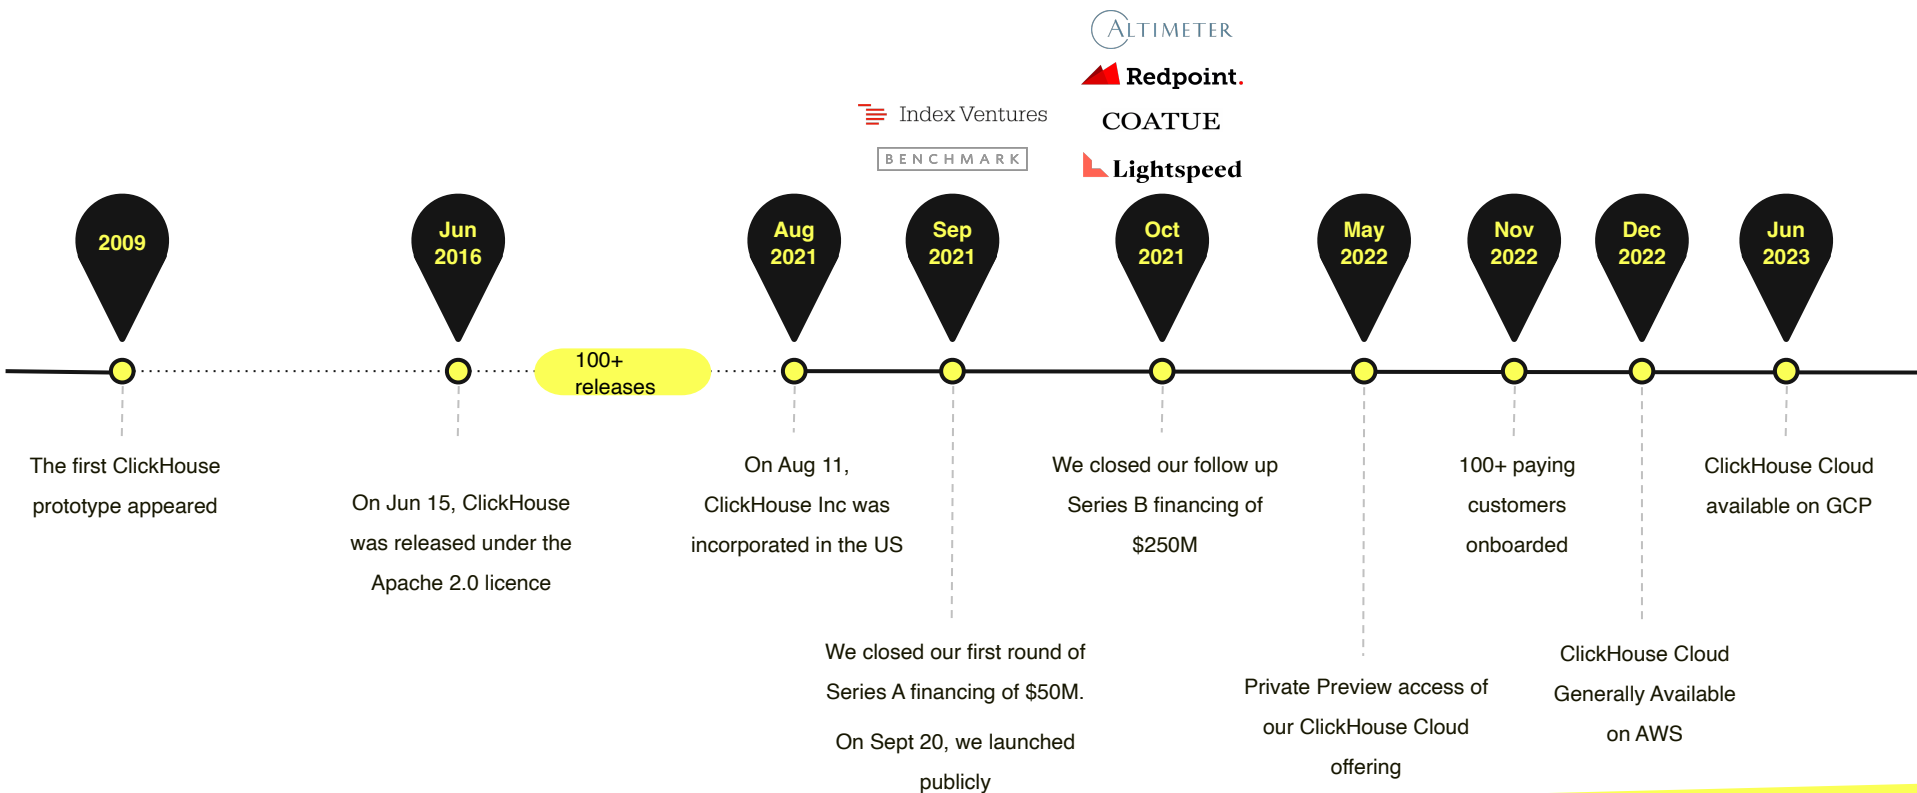 ALTIMETER
Redpoint.
Index Ventures
COATUE
BENCHMARK
Lightspeed
2009
Jun
2016
Aug
2021
Sep
2021
Oct
2021
May
2022
Nov
2022
Dec
2022
Jun
2023
100+
releases
The first ClickHouse
prototype appeared
On Jun 15, ClickHouse
was released under the
Apache 2.0 licence
On Aug 11,
ClickHouse Inc was
incorporated in the US
We closed our first round of
Series A financing of $50M.
On Sept 20, we launched
publicly
We closed our follow up
Series B financing of
$250M
Private Preview access of
our ClickHouse Cloud
offering
100+ paying
customers
onboarded
ClickHouse Cloud
Generally Available
on AWS
ClickHouse Cloud
available on GCP